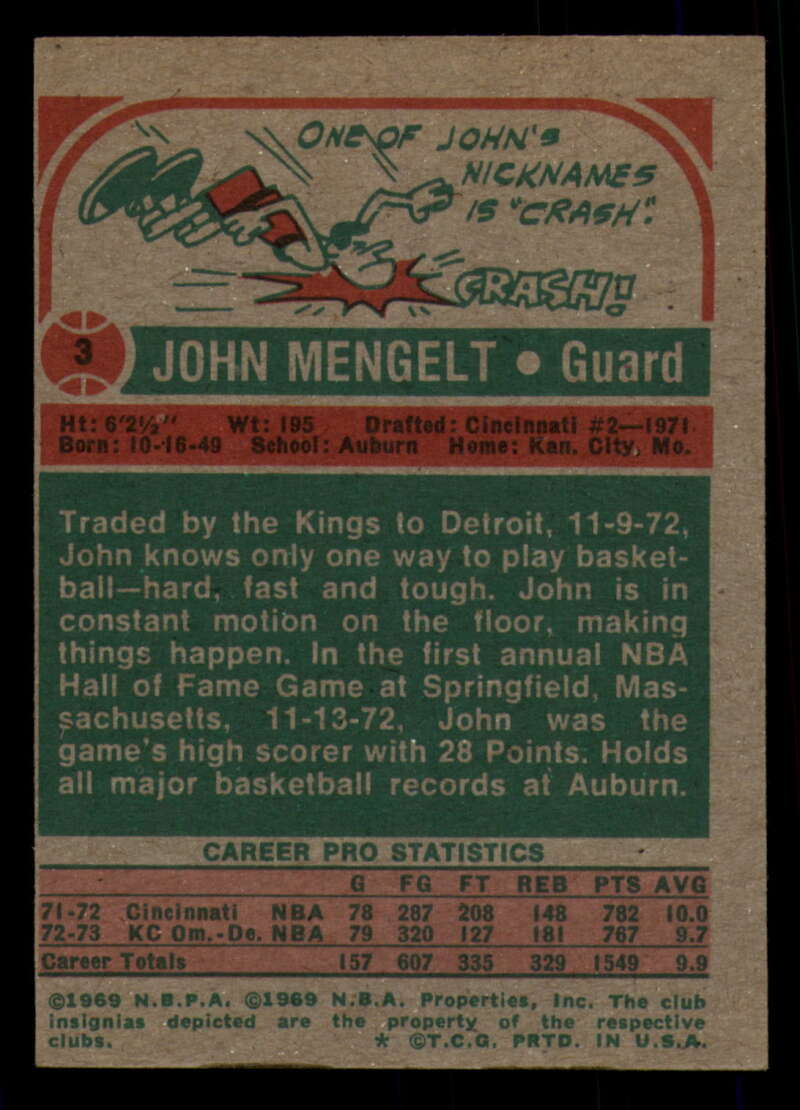 ONE OF JOHN'S
NICKNAMES
IS "CRASH".
CRASH!
3 JOHN MENGELT • Guard
Ht: 6'2½" Wt: 195 Drafted: Cincinnati #2—1971
Born: 10-16-49 School: Auburn Home: Kan. City, Mo.
Traded by the Kings to Detroit, 11-9-72,
John knows only one way to play basket-
ball—hard, fast and tough. John is in
constant motion on the floor, making
things happen. In the first annual NBA
Hall of Fame Game at Springfield, Mas-
sachusetts, 11-13-72, John was the
game's high scorer with 28 Points. Holds
all major basketball records at Auburn.
CAREER PRO STATISTICS
G FG FT REB PTS AVG
71-72 Cincinnati NBA 78 287 208 148 782 10.0
72-73 KC Om.-De. NBA 79 320 127 181 767 9.7
Career Totals 157 607 335 329 1549 9.9
©1969 N.B.P.A. ©1969 N.B.A. Properties, Inc. The club
insignias depicted are the property of the respective
clubs. * ©T.C.G. PRTD. IN U.S.A.